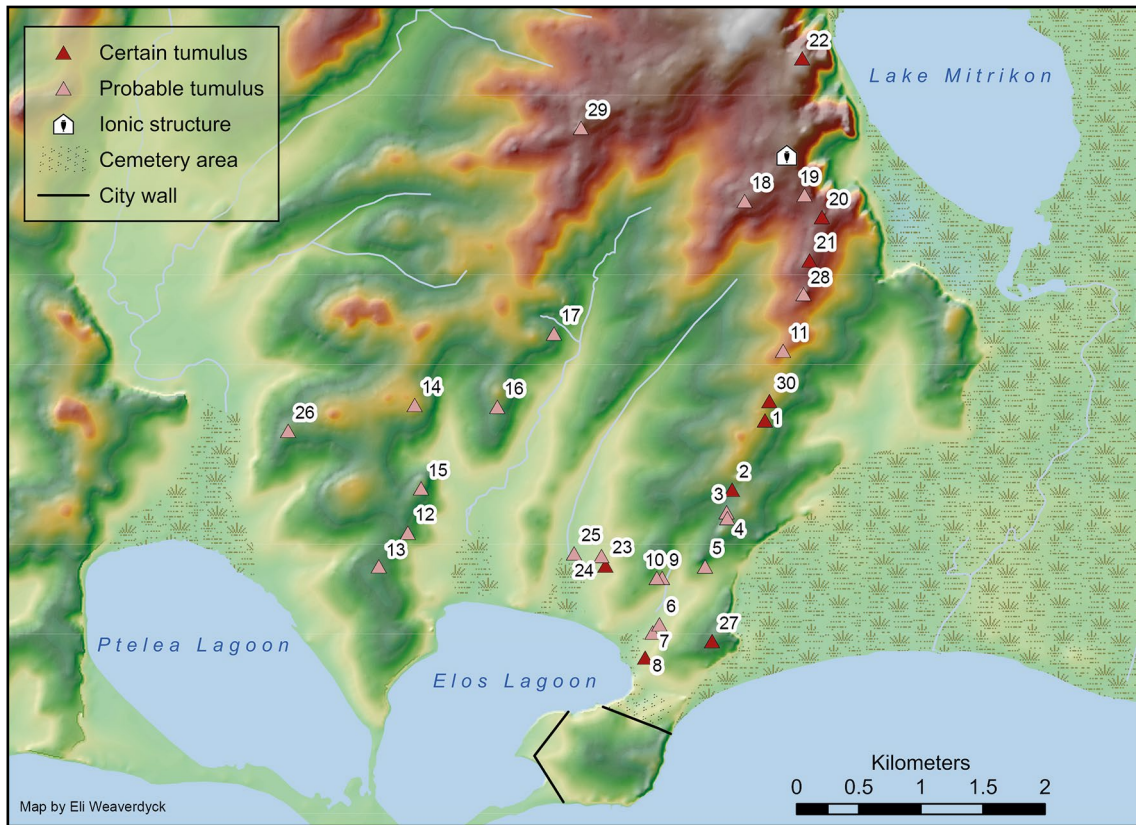 Certain tumulus
Probable tumulus
Ionic structure
Cemetery area
City wall
Lake Mitrikon
22
29
18
19
20
21
28
17
11
14
16
30
26
1
15
2
3
12
4
13
25
23
10
9
5
24
6
27
7
8
Ptelea Lagoon
Elos Lagoon
Kilometers
0 0.5 1 1.5 2
Map by Eli Weaverdyck